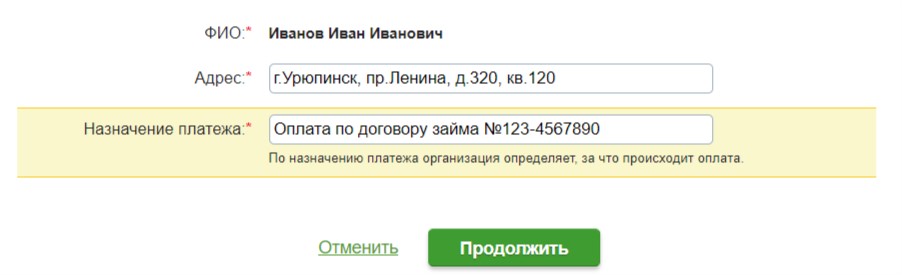 ФИО:* Иванов Иван Иванович
Адрес:* г.Урюпинск, пр.Ленина, д.320, кв.120
Назначение платежа:* Оплата по договору займа №123-4567890
По назначению платежа организация определяет, за что происходит оплата.
Отменить Продолжить